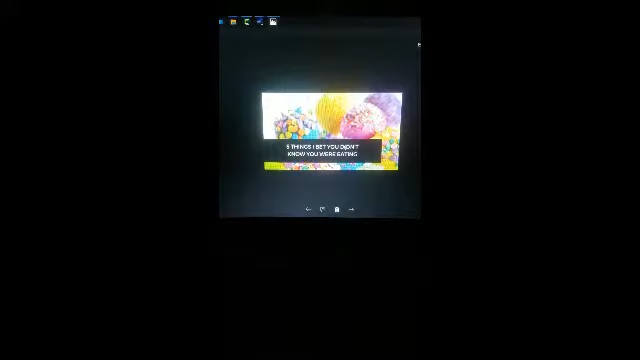 5 THINGS I BET YOU DIDN'T
KNOW YOU WERE EATING